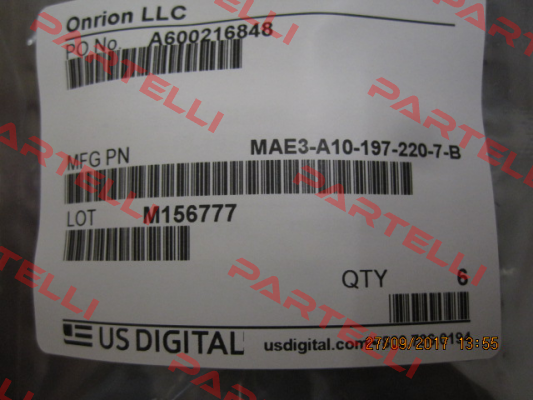 Onrion LLC
PO No. A600216848
MFG PN MAE3-A10-197-220-7-B
LOT M156777
QTY 6
US DIGITAL usdigital.com
27/09/2017 13:55
PARTELLI
PARTELLI
PARTELLI
PARTELLI
PARTELLI
PARTELLI